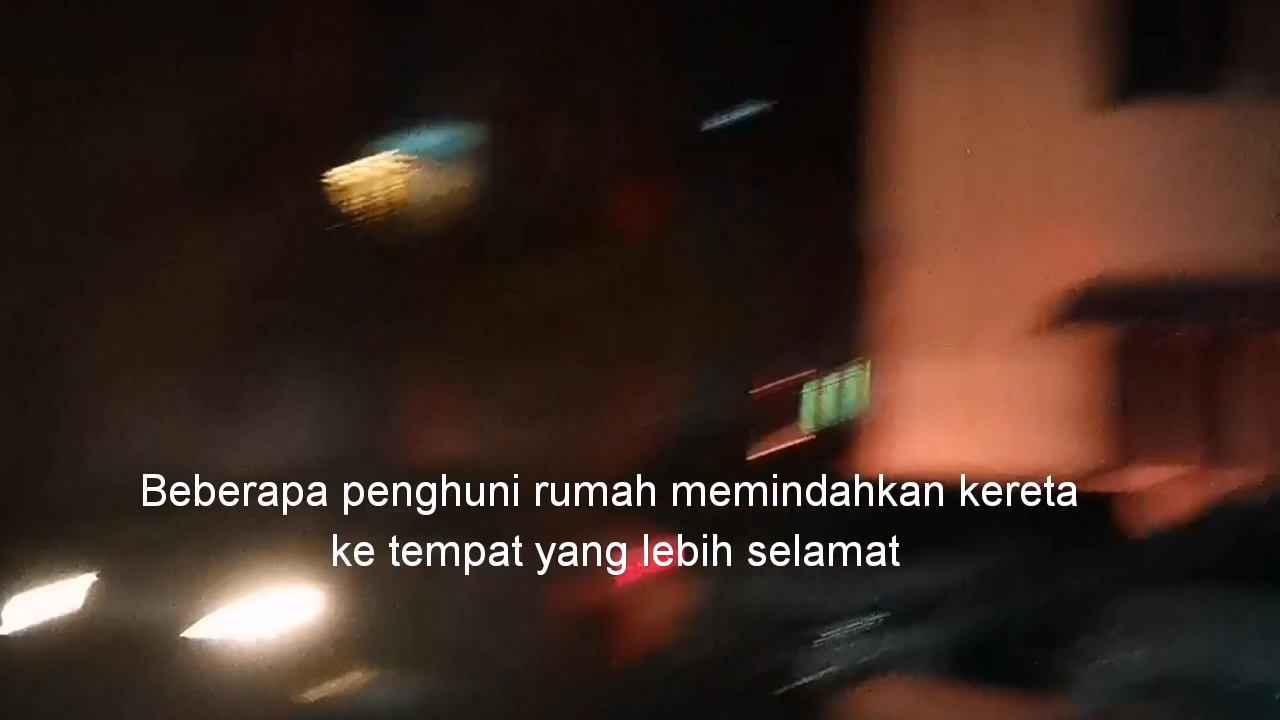 Beberapa penghuni rumah memindahkan kereta
ke tempat yang lebih selamat